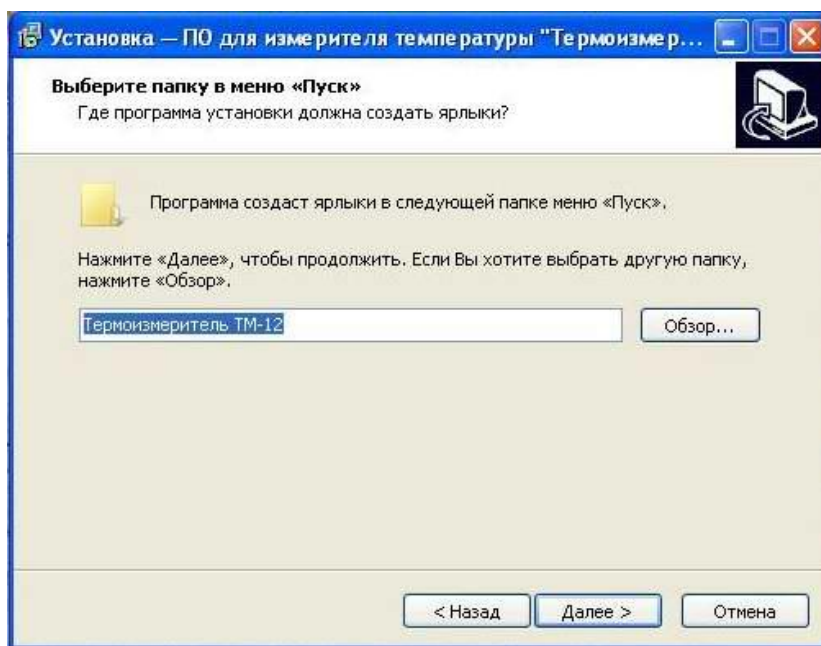 Установка — ПО для измерителя температуры "Термоизмер...
Выберите папку в меню «Пуск»
Где программа установки должна создать ярлыки?
Программа создаст ярлыки в следующей папке меню «Пуск».
Нажмите «Далее», чтобы продолжить. Если Вы хотите выбрать другую папку,
нажмите «Обзор».
Термоизмеритель ТМ-12
Обзор...
< Назад
Далее >
Отмена